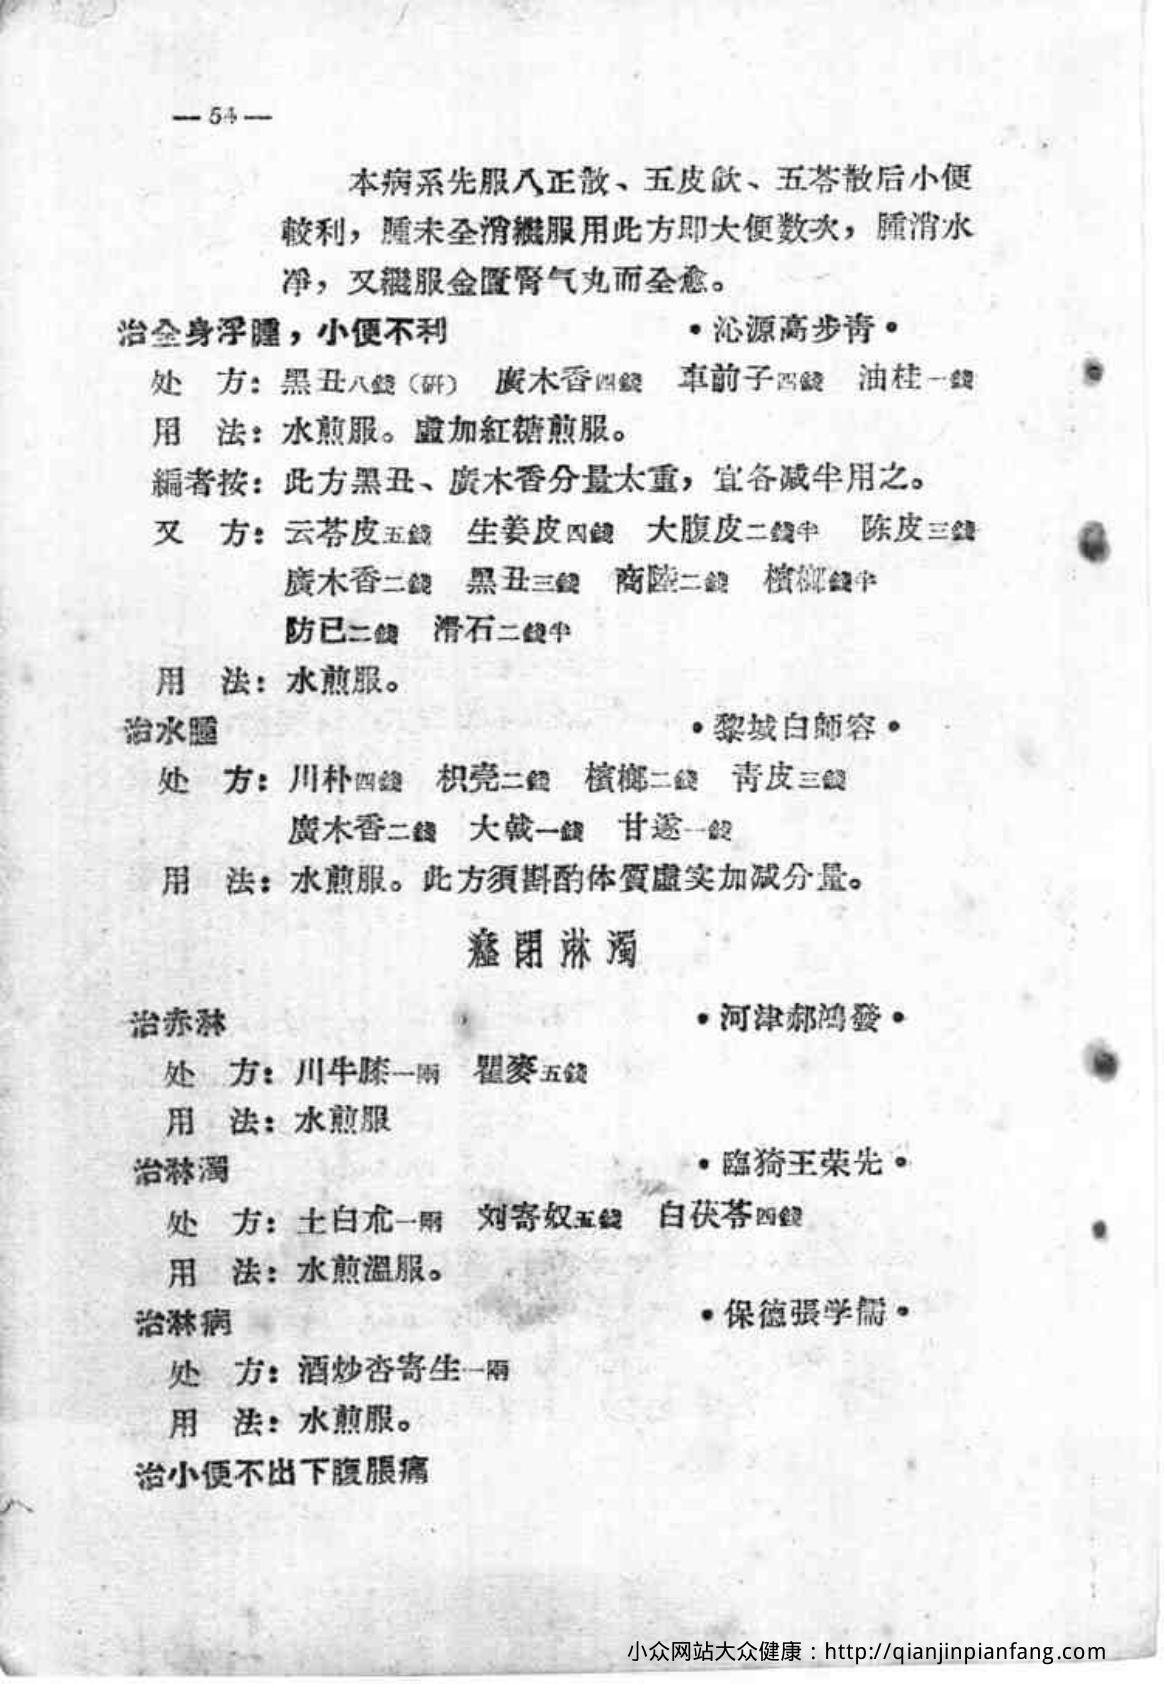 — 54 —
本病系先服八正散、五皮飲、五苓散后小便
較利，腫未全消繼服用此方即大便数次，腫消水
凈，又繼服金匱腎气丸而全愈。
治全身浮腫，小便不利　•沁源高步靑•
处　方：黑丑八錢（研）　廣木香四錢　車前子四錢　油桂一錢
用　法：水煎服。虛加紅糖煎服。
編者按：此方黑丑、廣木香分量太重，宜各減半用之。
又　方：云苓皮五錢　生姜皮四錢　大腹皮二錢半　陈皮三錢
廣木香二錢　黑丑三錢　商陸二錢　檳榔錢半
防已二錢　滑石二錢半
用　法：水煎服。
治水腫　•黎城白師容•
处　方：川朴四錢　枳壳二錢　檳榔二錢　靑皮三錢
廣木香二錢　大戟一錢　甘遂一錢
用　法：水煎服。此方須斟酌体質虛实加減分量。
癃閉淋濁
治赤淋　•河津郝鴻發•
处　方：川牛膝一兩　瞿麥五錢
用　法：水煎服
治淋濁　•臨猗王荣先•
处　方：土白朮一兩　刘寄奴五錢　白茯苓四錢
用　法：水煎溫服。
治淋病　•保德張学儒•
处　方：酒炒杏寄生一兩
用　法：水煎服。
治小便不出下腹脹痛
小众网站大众健康：http://qianjinpianfang.com